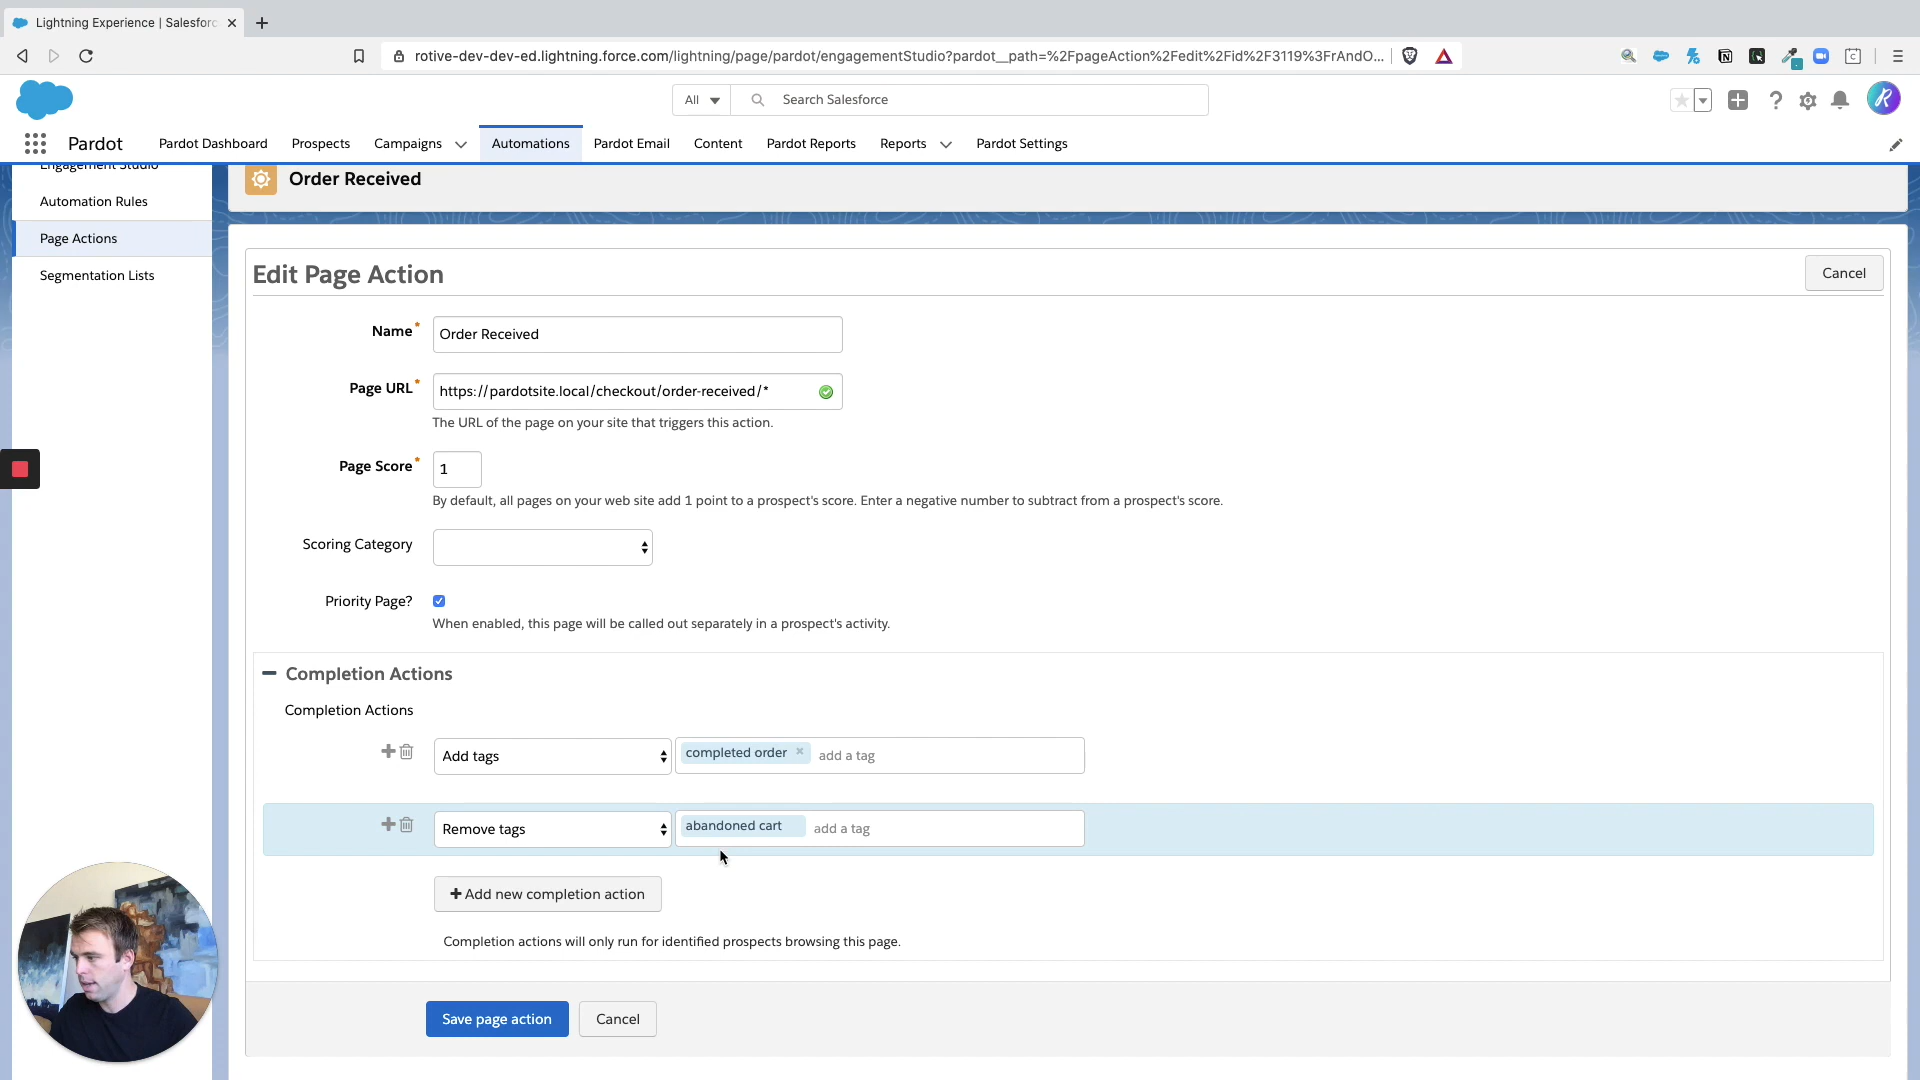 Lightning Experience | Salesforc
rotive-dev-dev-ed.lightning.force.com/lightning/page/pardot/engagementStudio?pardot__path=%2FpageAction%2Fedit%2Fid%2F3119%3FrAndO...
All
Search Salesforce
Pardot
Pardot Dashboard
Prospects
Campaigns
Automations
Pardot Email
Content
Pardot Reports
Reports
Pardot Settings
Engagement Studio
Automation Rules
Page Actions
Segmentation Lists
Order Received
Edit Page Action
Cancel
Name*
Order Received
Page URL*
https://pardotsite.local/checkout/order-received/*
The URL of the page on your site that triggers this action.
Page Score*
1
By default, all pages on your web site add 1 point to a prospect's score. Enter a negative number to subtract from a prospect's score.
Scoring Category
Priority Page?
When enabled, this page will be called out separately in a prospect's activity.
Completion Actions
Completion Actions
Add tags
completed order × add a tag
Remove tags
abandoned cart add a tag
+ Add new completion action
Completion actions will only run for identified prospects browsing this page.
Save page action
Cancel